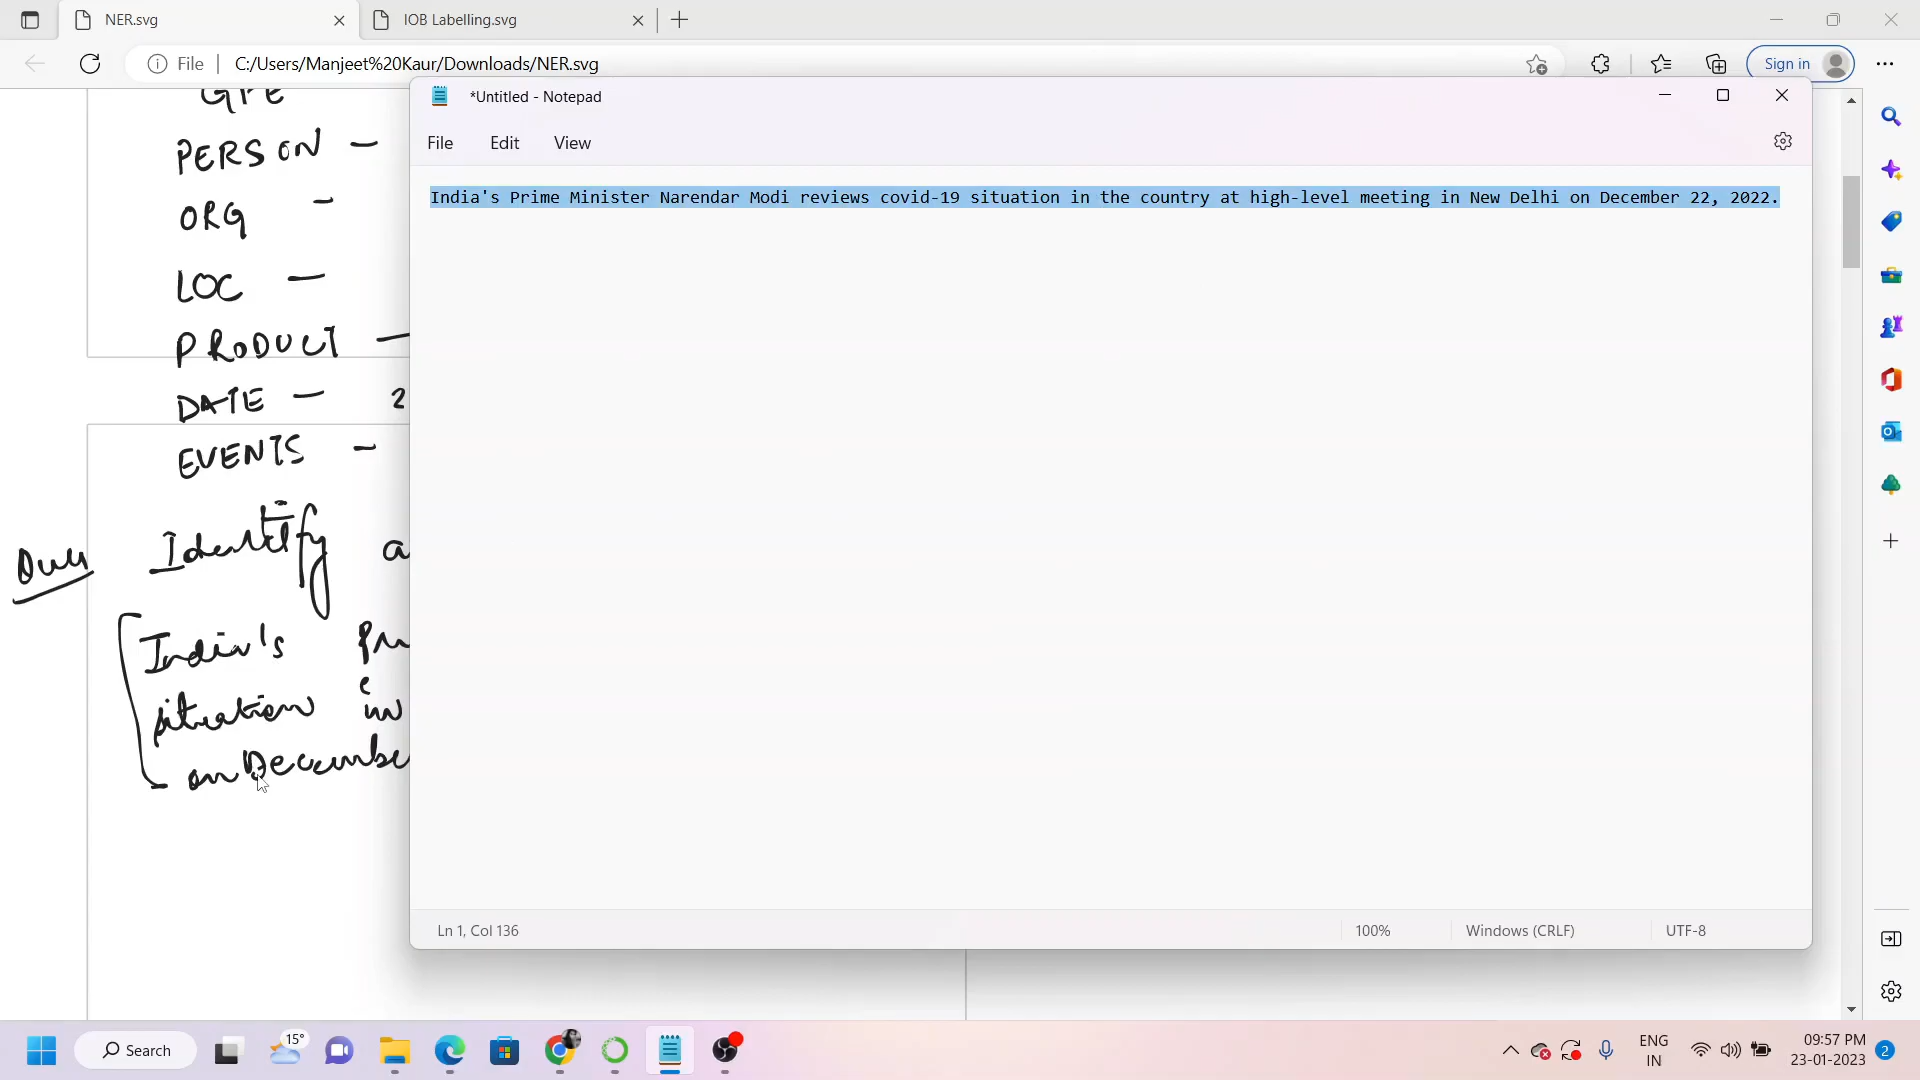 NER.svg
IOB Labelling.svg
File
C:/Users/Manjeet%20Kaur/Downloads/NER.svg
Sign in
*Untitled - Notepad
File Edit View
India's Prime Minister Narendar Modi reviews covid-19 situation in the country at high-level meeting in New Delhi on December 22, 2022.
GPE
PERSON -
ORG -
LOC -
PRODUCT -
DATE - 2
EVENTS -
Identify a
India's
situation in
on December
Ln 1, Col 136
100%
Windows (CRLF)
UTF-8
15°
Search
ENG
IN
09:57 PM
23-01-2023
2